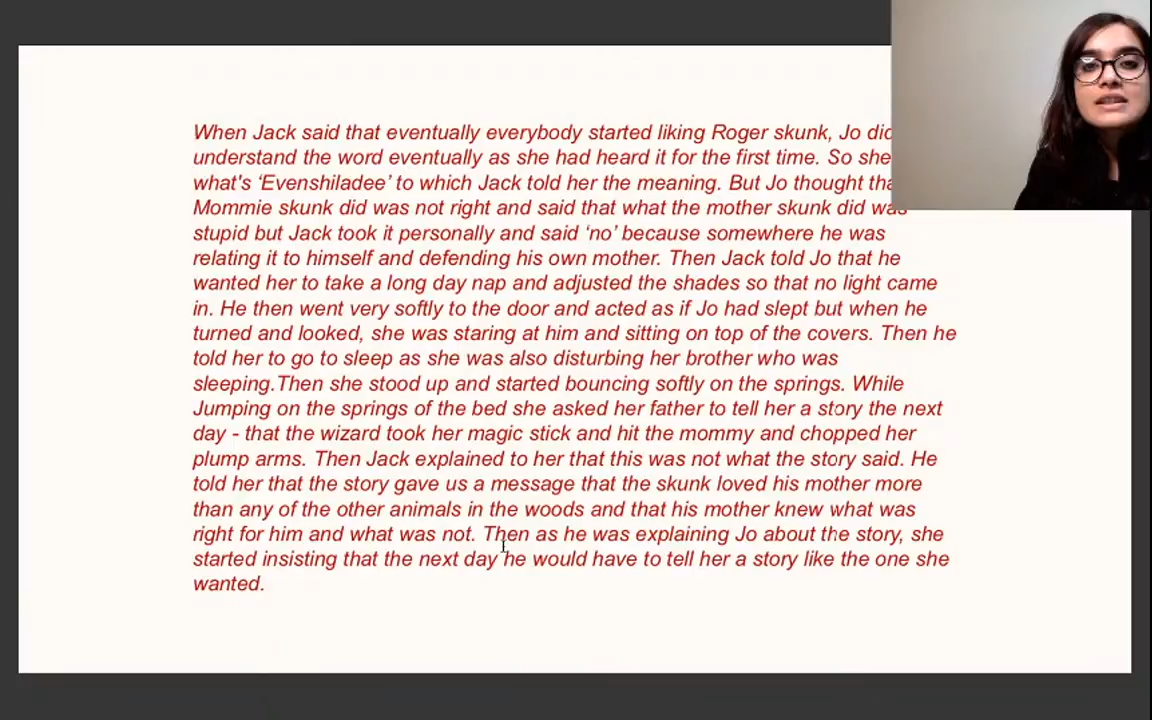 When Jack said that eventually everybody started liking Roger skunk, Jo did
understand the word eventually as she had heard it for the first time. So she
what's ‘Evenshiladee’ to which Jack told her the meaning. But Jo thought
Mommie skunk did was not right and said that what the mother skunk did was
stupid but Jack took it personally and said ‘no’ because somewhere he was
relating it to himself and defending his own mother. Then Jack told Jo that he
wanted her to take a long day nap and adjusted the shades so that no light came
in. He then went very softly to the door and acted as if Jo had slept but when he
turned and looked, she was staring at him and sitting on top of the covers. Then he
told her to go to sleep as she was also disturbing her brother who was
sleeping.Then she stood up and started bouncing softly on the springs. While
Jumping on the springs of the bed she asked her father to tell her a story the next
day - that the wizard took her magic stick and hit the mommy and chopped her
plump arms. Then Jack explained to her that this was not what the story said. He
told her that the story gave us a message that the skunk loved his mother more
than any of the other animals in the woods and that his mother knew what was
right for him and what was not. Then as he was explaining Jo about the story, she
started insisting that the next day he would have to tell her a story like the one she
wanted.